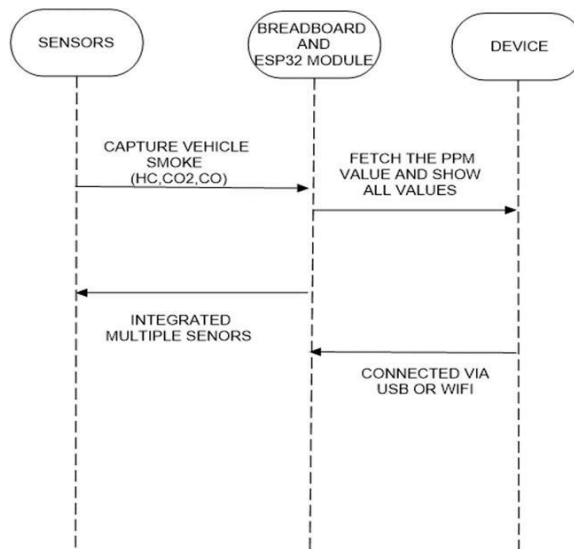 SENSORS
BREADBOARD
AND
ESP32 MODULE
DEVICE
CAPTURE VEHICLE
SMOKE
(HC,CO2,CO)
FETCH THE PPM
VALUE AND SHOW
ALL VALUES
INTEGRATED
MULTIPLE SENORS
CONNECTED VIA
USB OR WIFI